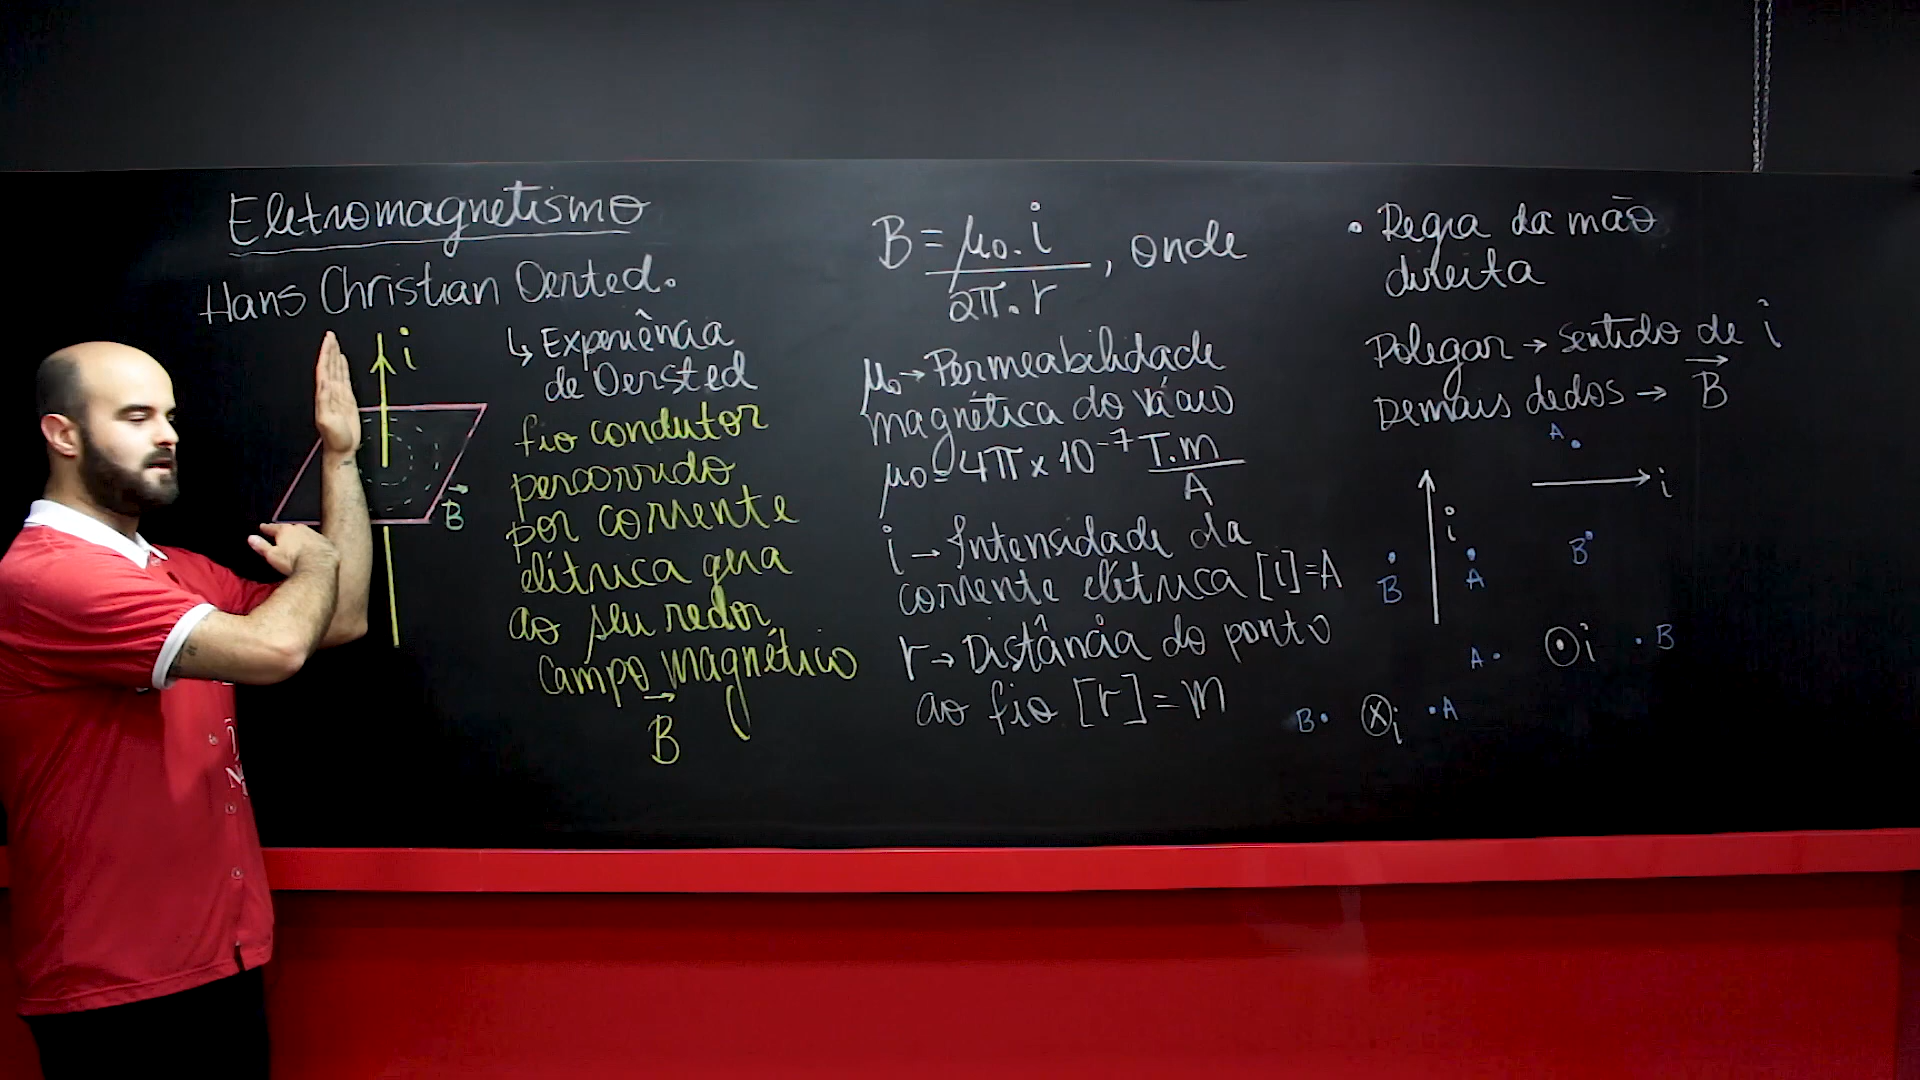 Eletromagnetismo
Hans Christian Oersted.
i
B
↳ Experiência
de Oersted
fio condutor
percorrido
por corrente
elétrica gera
ao seu redor
Campo magnético
B
B = μ0. i / 2π. r , onde
μ0 → Permeabilidade
magnética do vácuo
μ0 = 4π x 10⁻⁷ T.m / A
i → Intensidade da
corrente elétrica [i]=A
r → Distância do ponto
ao fio [r] = m
• Regra da mão
direita
Polegar → sentido de i
Demais dedos → B
A
i
i
B
B
A
A
i
B
B
i
A